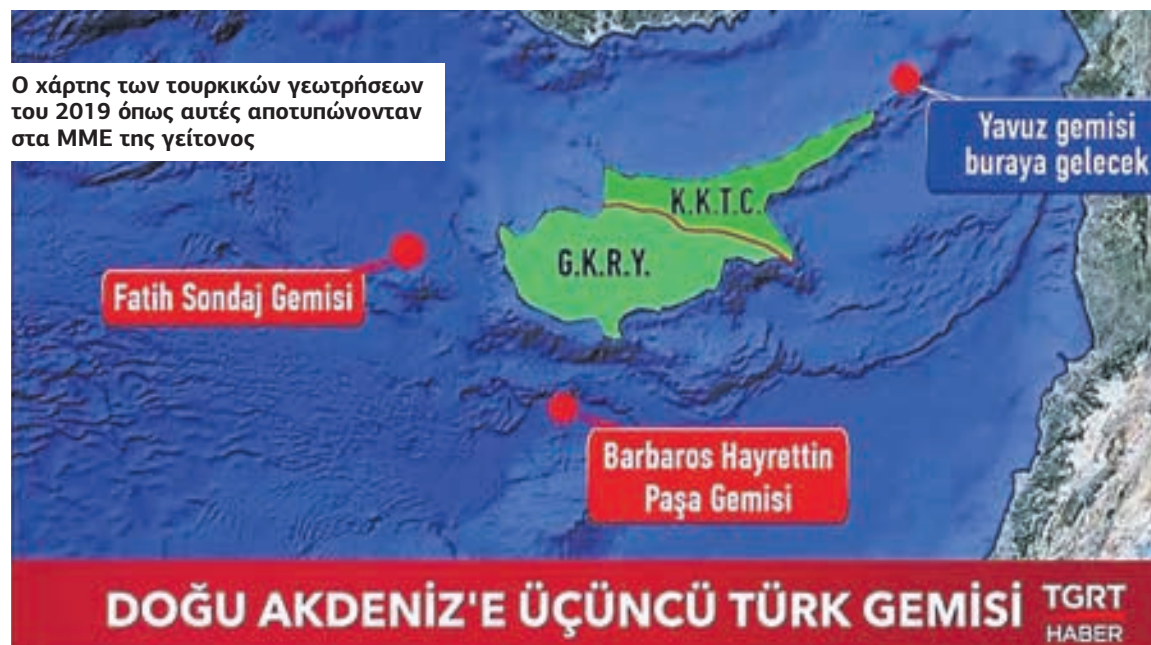 Ο χάρτης των τουρκικών γεωτρήσεων
του 2019 όπως αυτές αποτυπώνονταν
στα ΜΜΕ της γείτονος
Yavuz gemisi
buraya gelecek
K.K.T.C.
G.K.R.Y.
Fatih Sondaj Gemisi
Barbaros Hayrettin
Paşa Gemisi
DOĞU AKDENİZ'E ÜÇÜNCÜ TÜRK GEMİSİ
TGRT
HABER